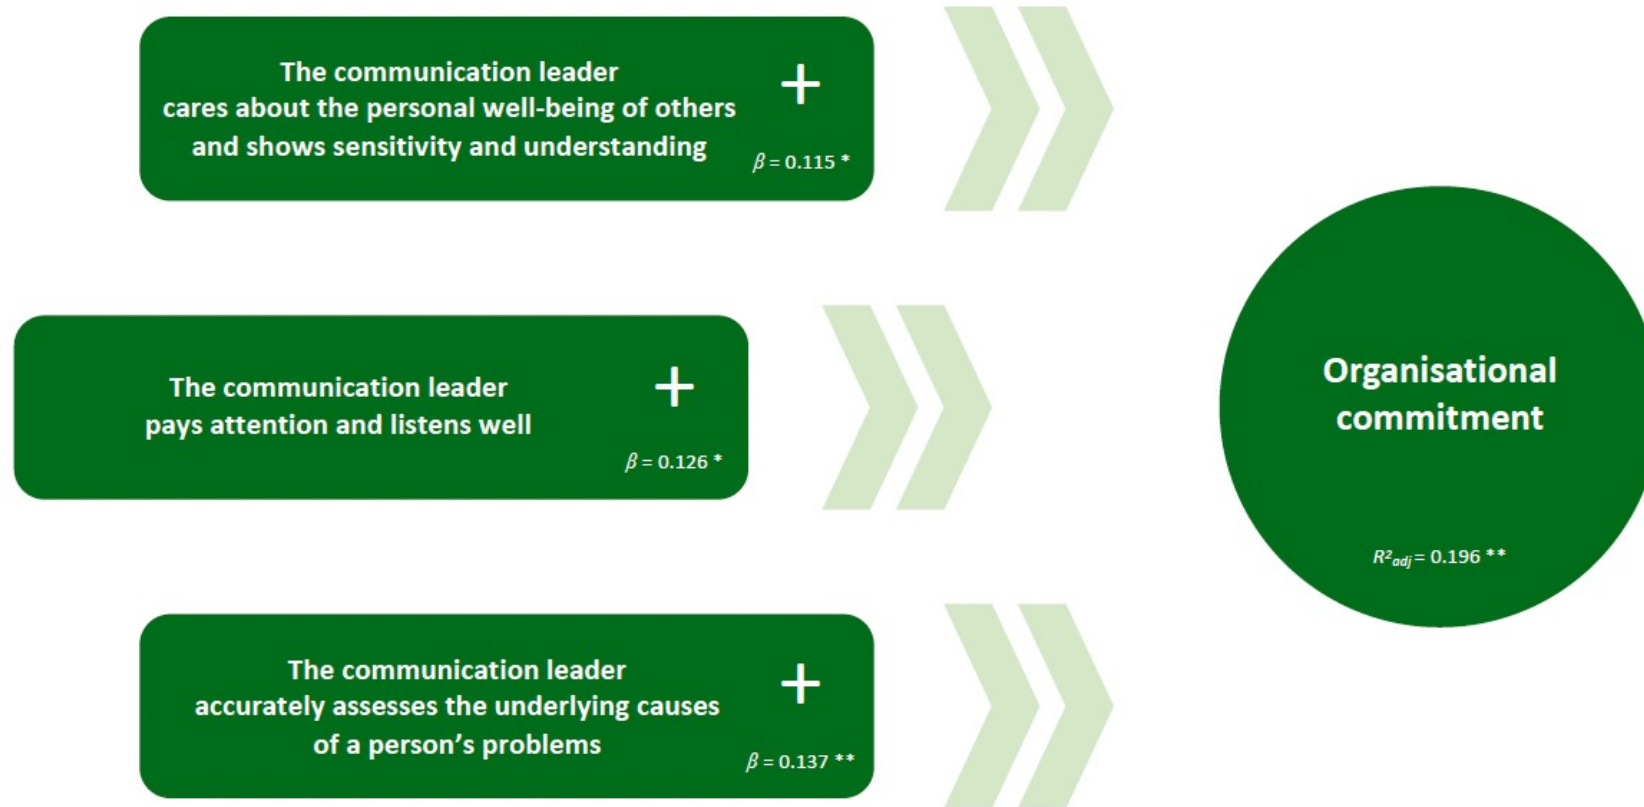 The communication leader
cares about the personal well-being of others
and shows sensitivity and understanding
+
β = 0.115 *
The communication leader
pays attention and listens well
+
β = 0.126 *
The communication leader
accurately assesses the underlying causes
of a person’s problems
+
β = 0.137 **
Organisational
commitment
R²adj = 0.196 **